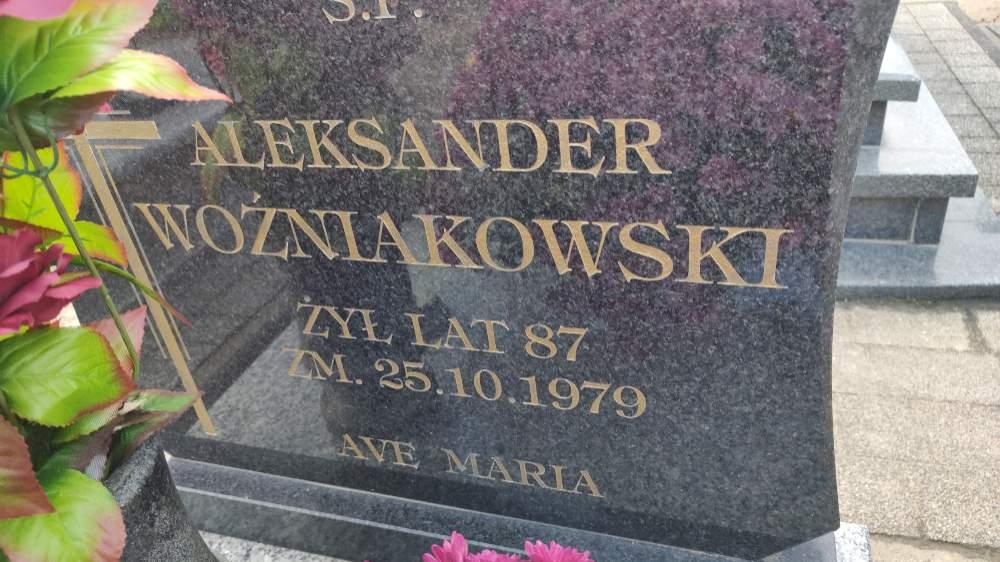 Ś.P.
ALEKSANDER
WOŹNIAKOWSKI
ŻYŁ LAT 87
ZM. 25.10.1979
AVE MARIA